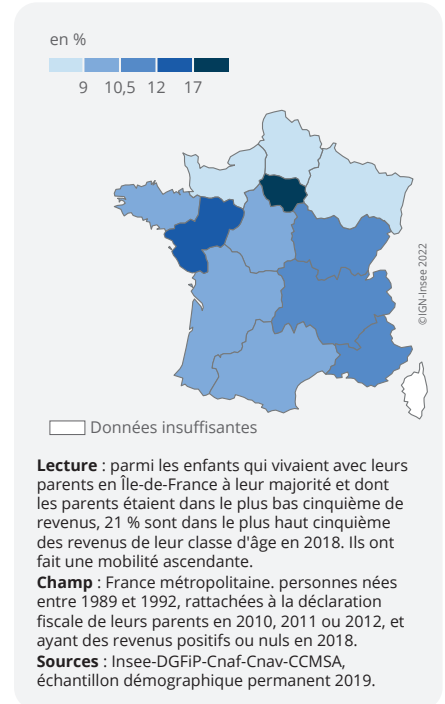 en %
9 10,5 12 17
©IGN-Insee 2022
Données insuffisantes
Lecture : parmi les enfants qui vivaient avec leurs
parents en Île-de-France à leur majorité et dont
les parents étaient dans le plus bas cinquième de
revenus, 21 % sont dans le plus haut cinquième
des revenus de leur classe d'âge en 2018. Ils ont
fait une mobilité ascendante.
Champ : France métropolitaine. personnes nées
entre 1989 et 1992, rattachées à la déclaration
fiscale de leurs parents en 2010, 2011 ou 2012, et
ayant des revenus positifs ou nuls en 2018.
Sources : Insee-DGFiP-Cnaf-Cnav-CCMSA,
échantillon démographique permanent 2019.